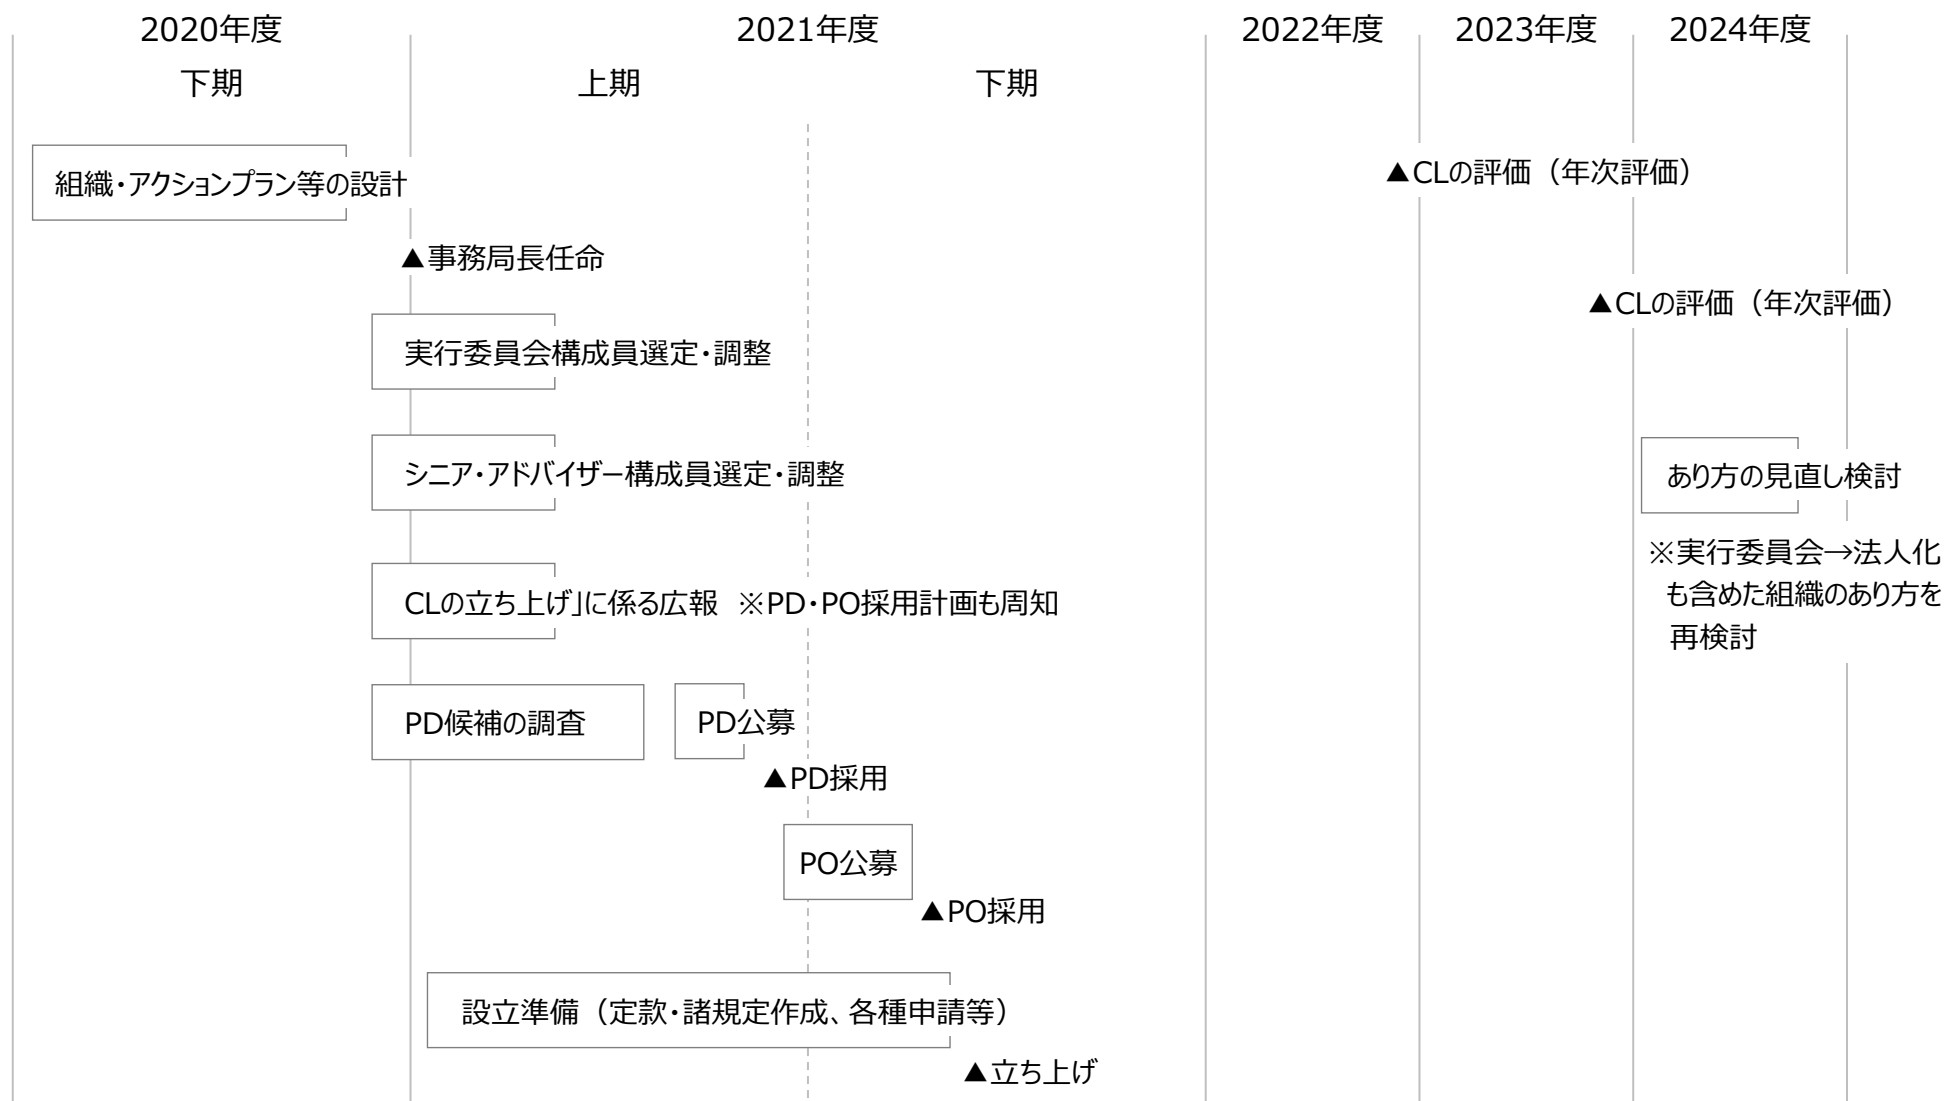 2020年度
2021年度
2022年度
2023年度
2024年度
下期
上期
下期
組織・アクションプラン等の設計
▲CLの評価（年次評価）
▲事務局長任命
▲CLの評価（年次評価）
実行委員会構成員選定・調整
シニア・アドバイザー構成員選定・調整
あり方の見直し検討
※実行委員会→法人化
も含めた組織のあり方を
再検討
CLの立ち上げ」に係る広報　※PD・PO採用計画も周知
PD候補の調査
PD公募
▲PD採用
PO公募
▲PO採用
設立準備（定款・諸規定作成、各種申請等）
▲立ち上げ